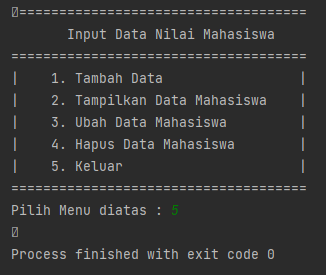 =====================================
Input Data Nilai Mahasiswa
=====================================
| 1. Tambah Data |
| 2. Tampilkan Data Mahasiswa |
| 3. Ubah Data Mahasiswa |
| 4. Hapus Data Mahasiswa |
| 5. Keluar |
=====================================
Pilih Menu diatas : 5
Process finished with exit code 0